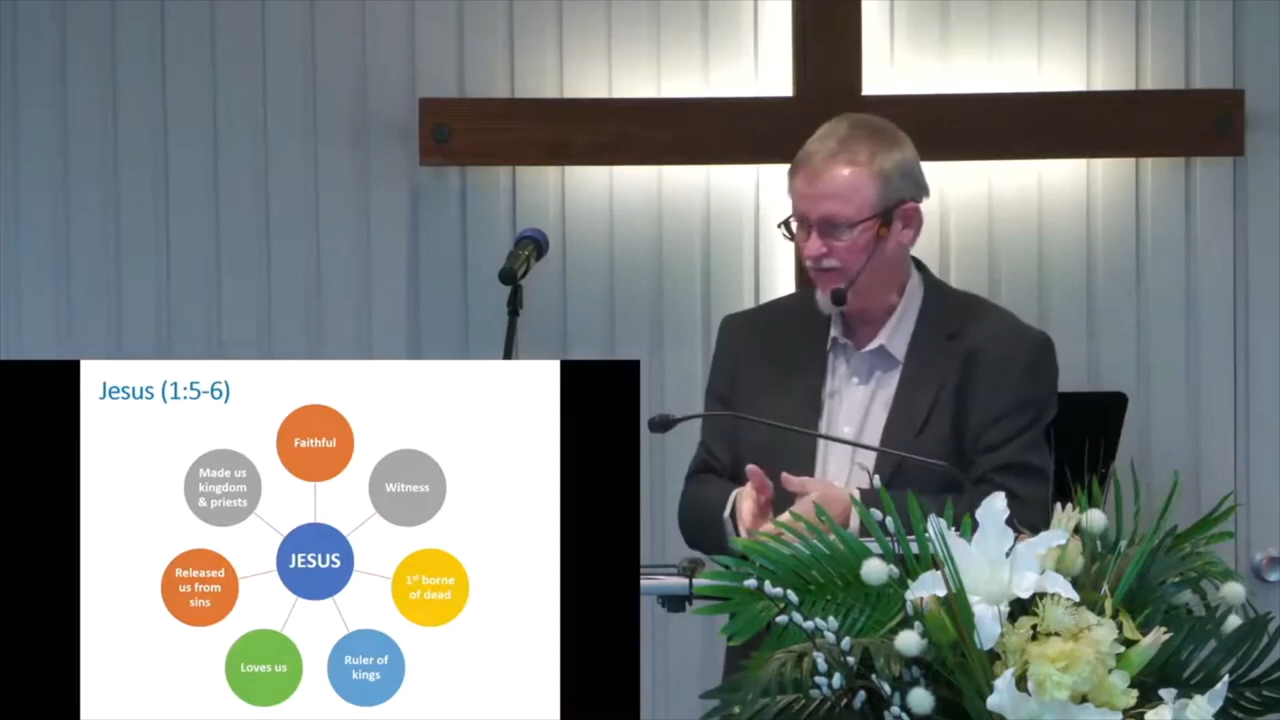 Jesus (1:5-6)
Faithful
Witness
1st borne
of dead
Ruler of
kings
Loves us
Released
us from
sins
Made us
kingdom
& priests
JESUS